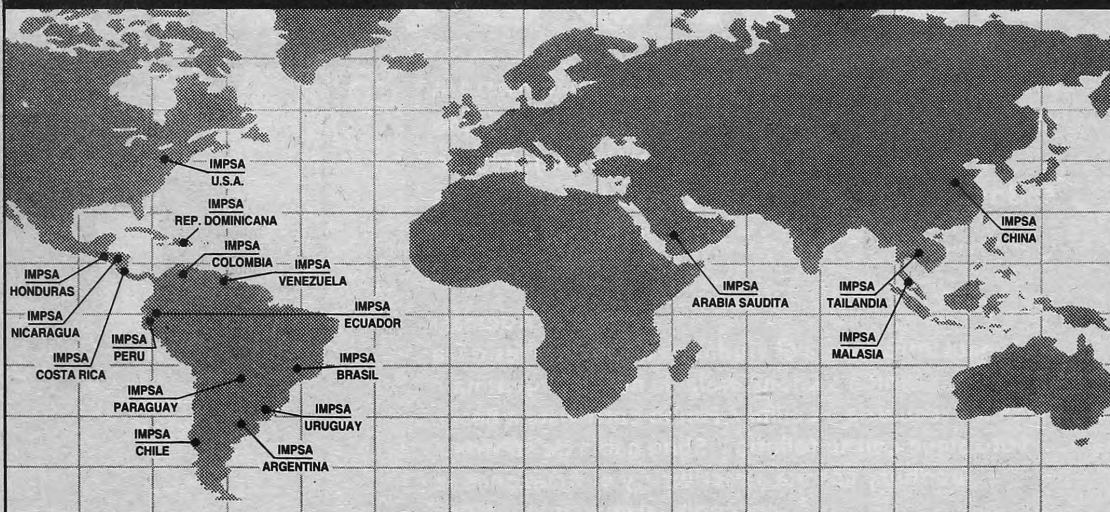 IMPSA
U.S.A.
IMPSA
REP. DOMINICANA
IMPSA
COLOMBIA
IMPSA
VENEZUELA
IMPSA
HONDURAS
IMPSA
NICARAGUA
IMPSA
COSTA RICA
IMPSA
PERU
IMPSA
ECUADOR
IMPSA
BRASIL
IMPSA
PARAGUAY
IMPSA
URUGUAY
IMPSA
CHILE
IMPSA
ARGENTINA
IMPSA
ARABIA SAUDITA
IMPSA
CHINA
IMPSA
TAILANDIA
IMPSA
MALASIA